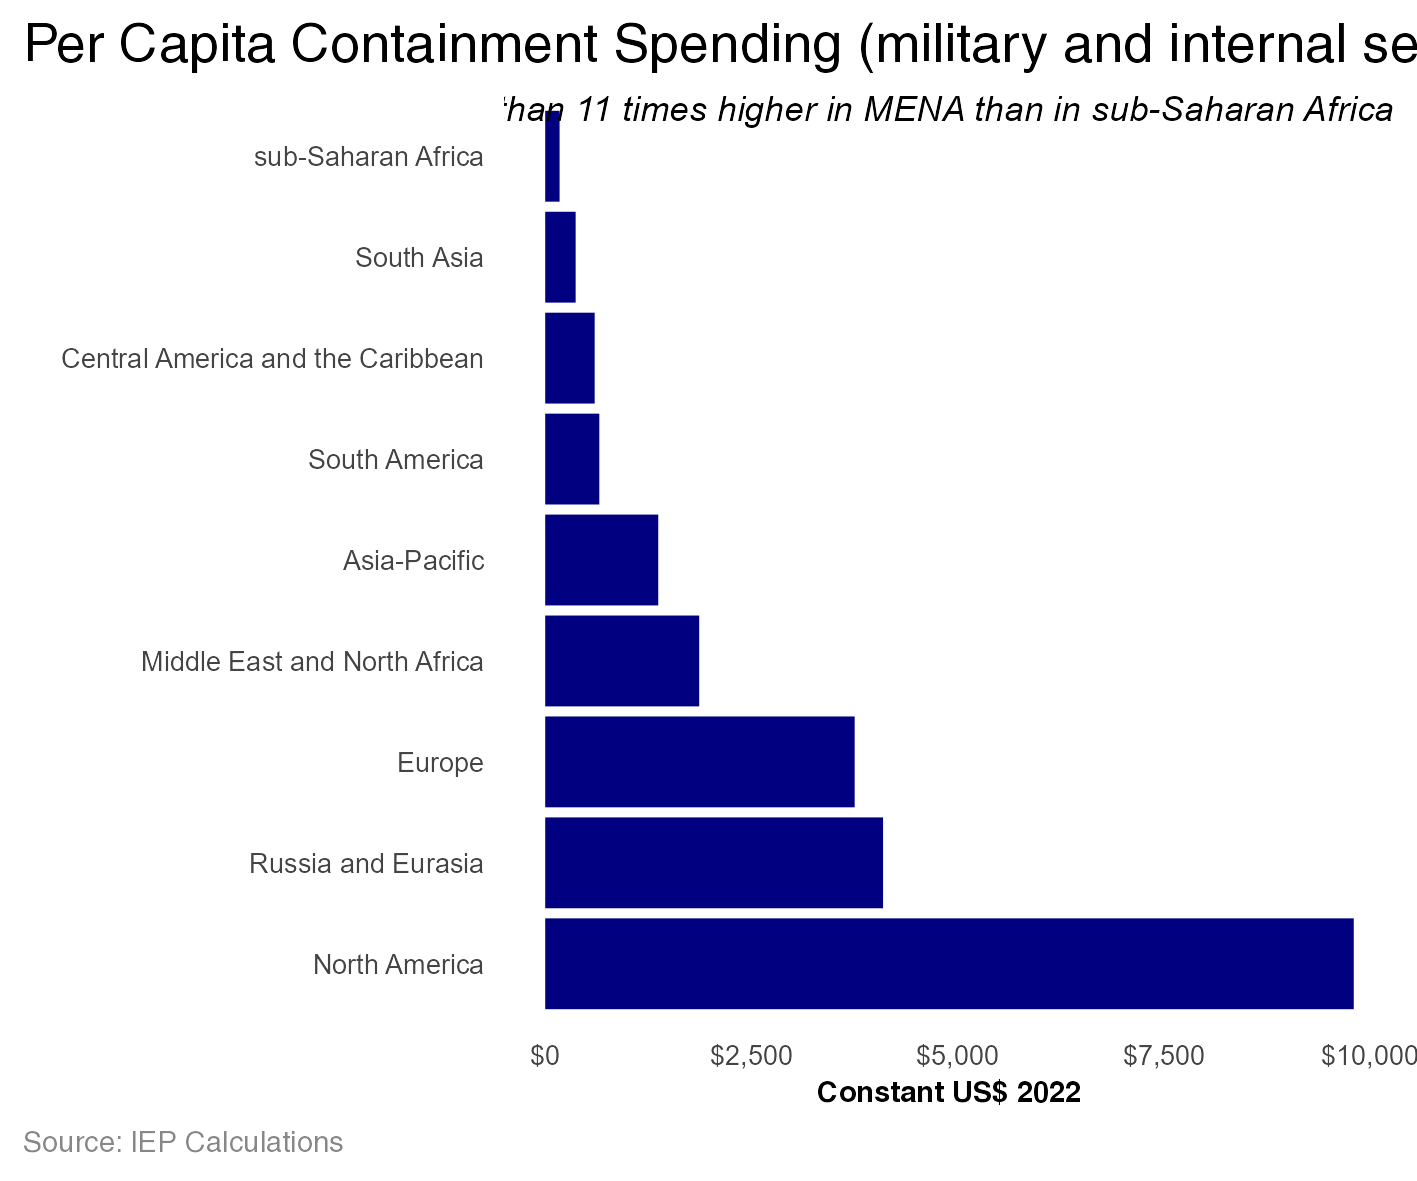 Per Capita Containment Spending (military and internal se
than 11 times higher in MENA than in sub-Saharan Africa
sub-Saharan Africa
South Asia
Central America and the Caribbean
South America
Asia-Pacific
Middle East and North Africa
Europe
Russia and Eurasia
North America
$0 $2,500 $5,000 $7,500 $10,000
Constant US$ 2022
Source: IEP Calculations